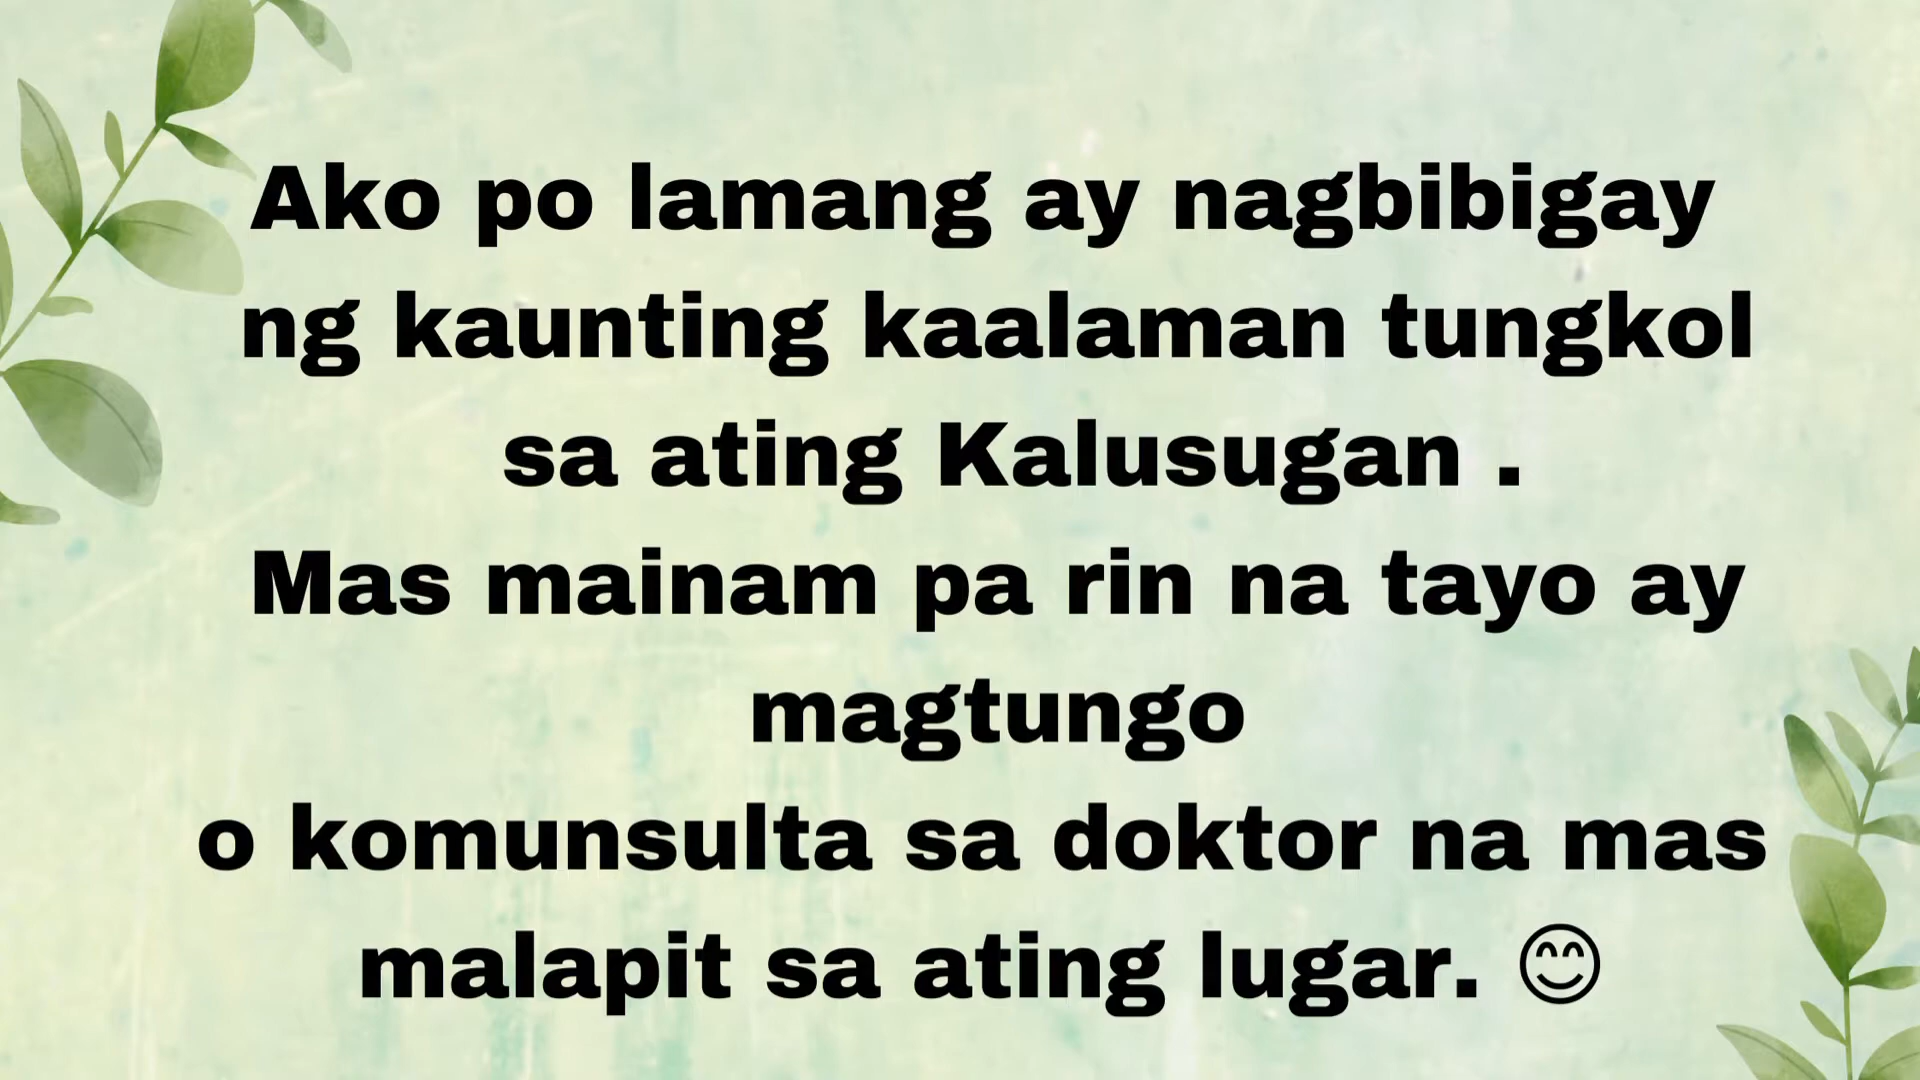 Ako po lamang ay nagbibigay
ng kaunting kaalaman tungkol
sa ating Kalusugan .
Mas mainam pa rin na tayo ay
magtungo
o komunsulta sa doktor na mas
malapit sa ating lugar. 😊